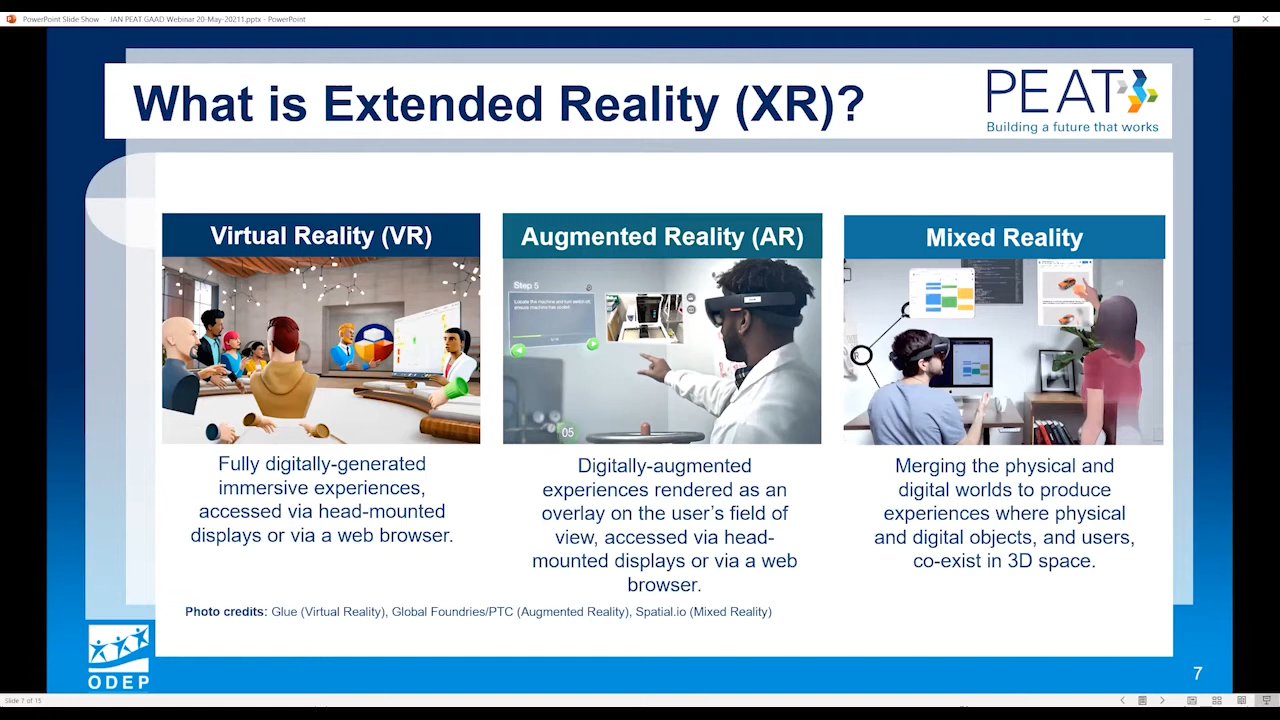 PowerPoint Slide Show - JAN PEAT GAAD Webinar 20-May-20211.pptx - PowerPoint
What is Extended Reality (XR)?
PEAT
Building a future that works
Virtual Reality (VR)
Augmented Reality (AR)
Mixed Reality
Step 5
05
Fully digitally-generated
immersive experiences,
accessed via head-mounted
displays or via a web browser.
Digitally-augmented
experiences rendered as an
overlay on the user's field of
view, accessed via head-
mounted displays or via a web
browser.
Merging the physical and
digital worlds to produce
experiences where physical
and digital objects, and users,
co-exist in 3D space.
Photo credits: Glue (Virtual Reality), Global Foundries/PTC (Augmented Reality), Spatial.io (Mixed Reality)
ODEP
7
Slide 7 of 15